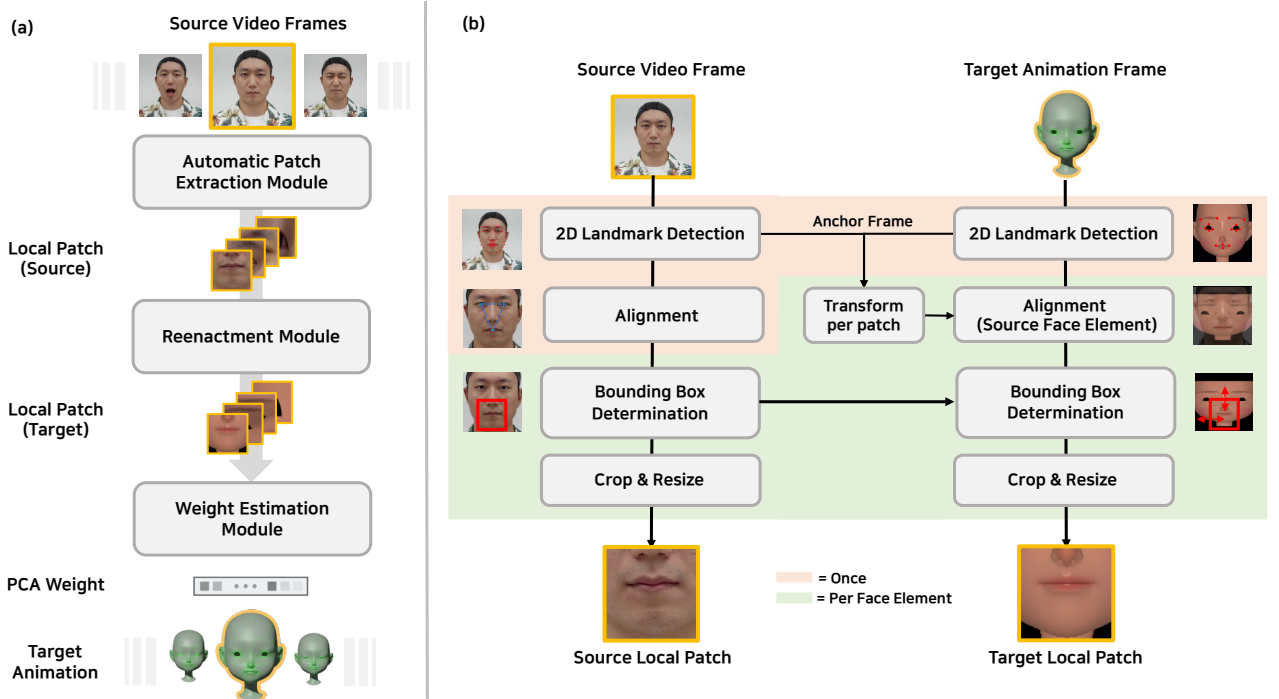 (a)
Source Video Frames
Automatic Patch
Extraction Module
Local Patch
(Source)
Reenactment Module
Local Patch
(Target)
Weight Estimation
Module
PCA Weight
Target
Animation
(b)
Source Video Frame
Target Animation Frame
2D Landmark Detection
Anchor Frame
2D Landmark Detection
Alignment
Transform
per patch
Alignment
(Source Face Element)
Bounding Box
Determination
Bounding Box
Determination
Crop & Resize
Crop & Resize
= Once
= Per Face Element
Source Local Patch
Target Local Patch